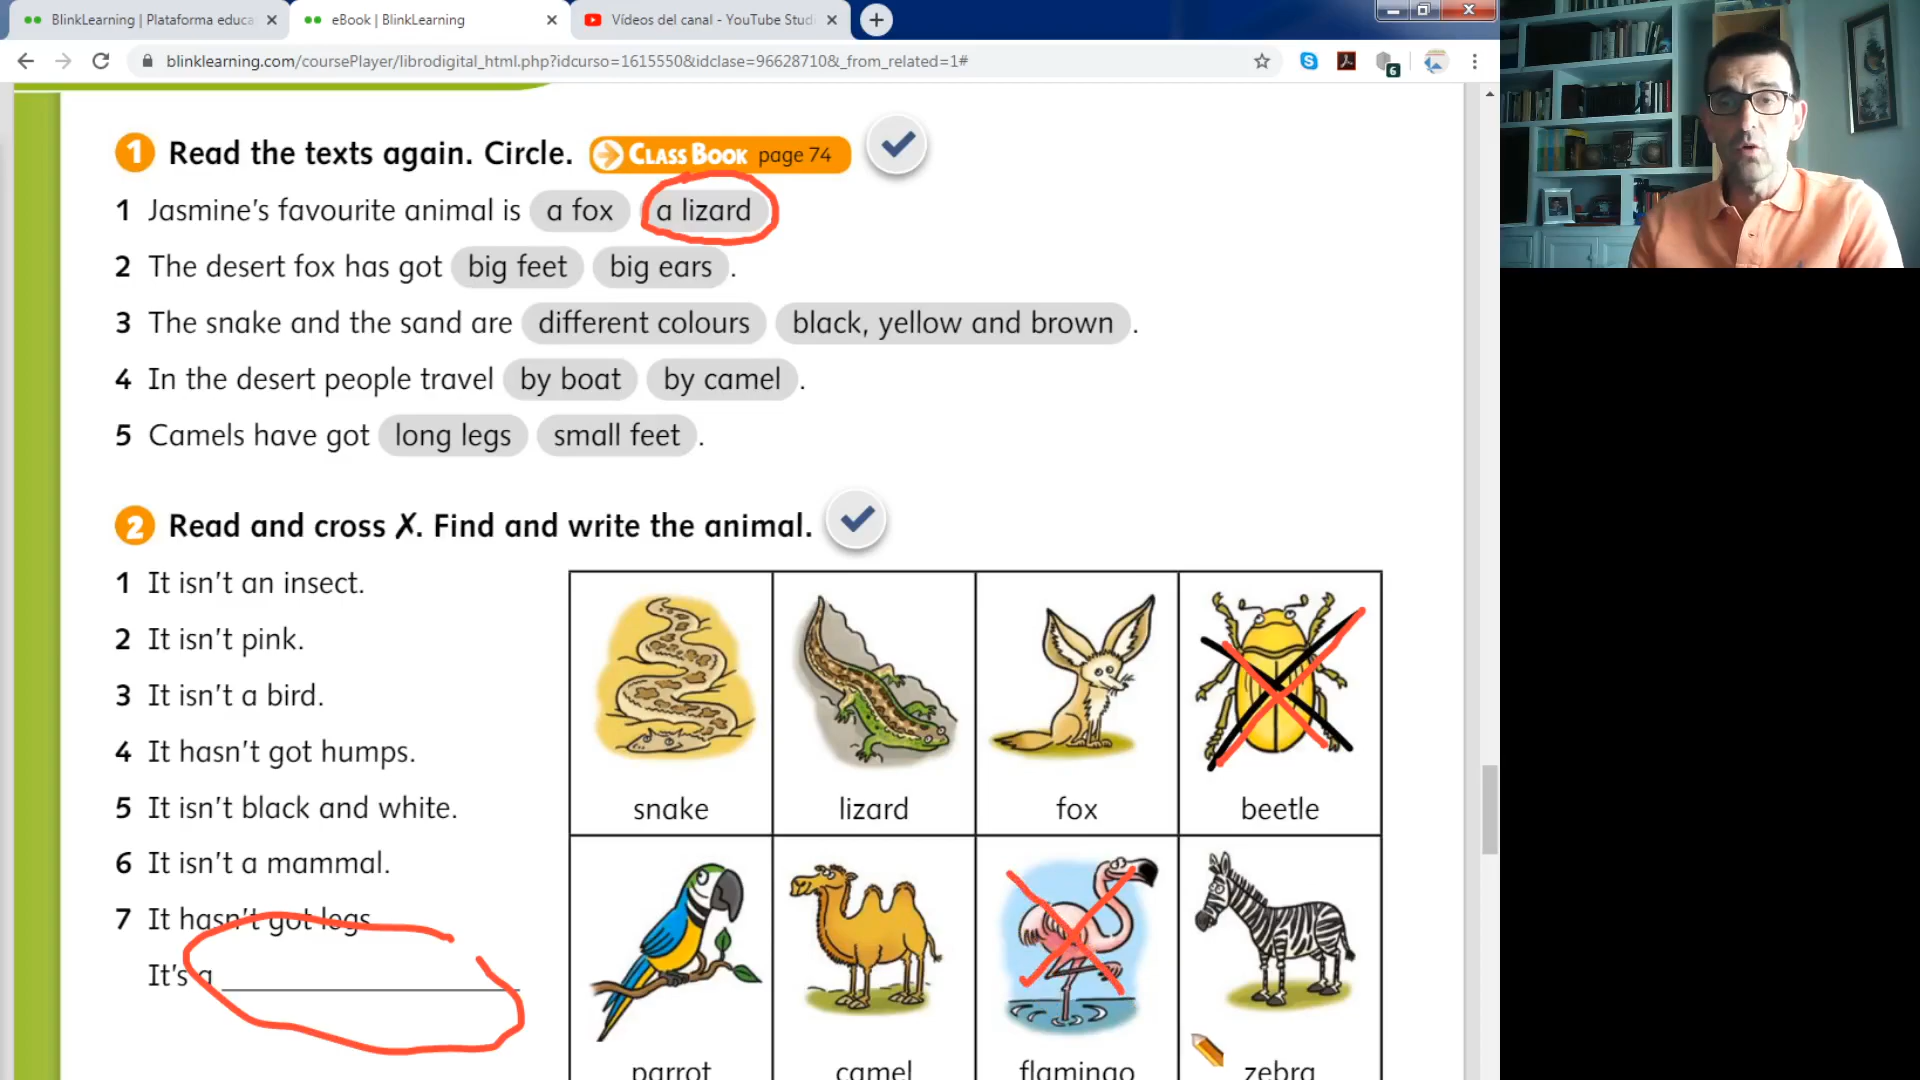 BlinkLearning | Plataforma educa
eBook | BlinkLearning
Vídeos del canal - YouTube Studi
blinklearning.com/coursePlayer/librodigital_html.php?idcurso=1615550&idclase=96628710&_from_related=1#
6
1 Read the texts again. Circle. CLASS BOOK page 74
1 Jasmine's favourite animal is a fox a lizard
2 The desert fox has got big feet big ears .
3 The snake and the sand are different colours black, yellow and brown .
4 In the desert people travel by boat by camel .
5 Camels have got long legs small feet .
2 Read and cross ✗. Find and write the animal.
1 It isn't an insect.
2 It isn't pink.
3 It isn't a bird.
4 It hasn't got humps.
5 It isn't black and white.
6 It isn't a mammal.
7 It hasn't got legs
It's a
snake lizard fox beetle
parrot camel flamingo zebra